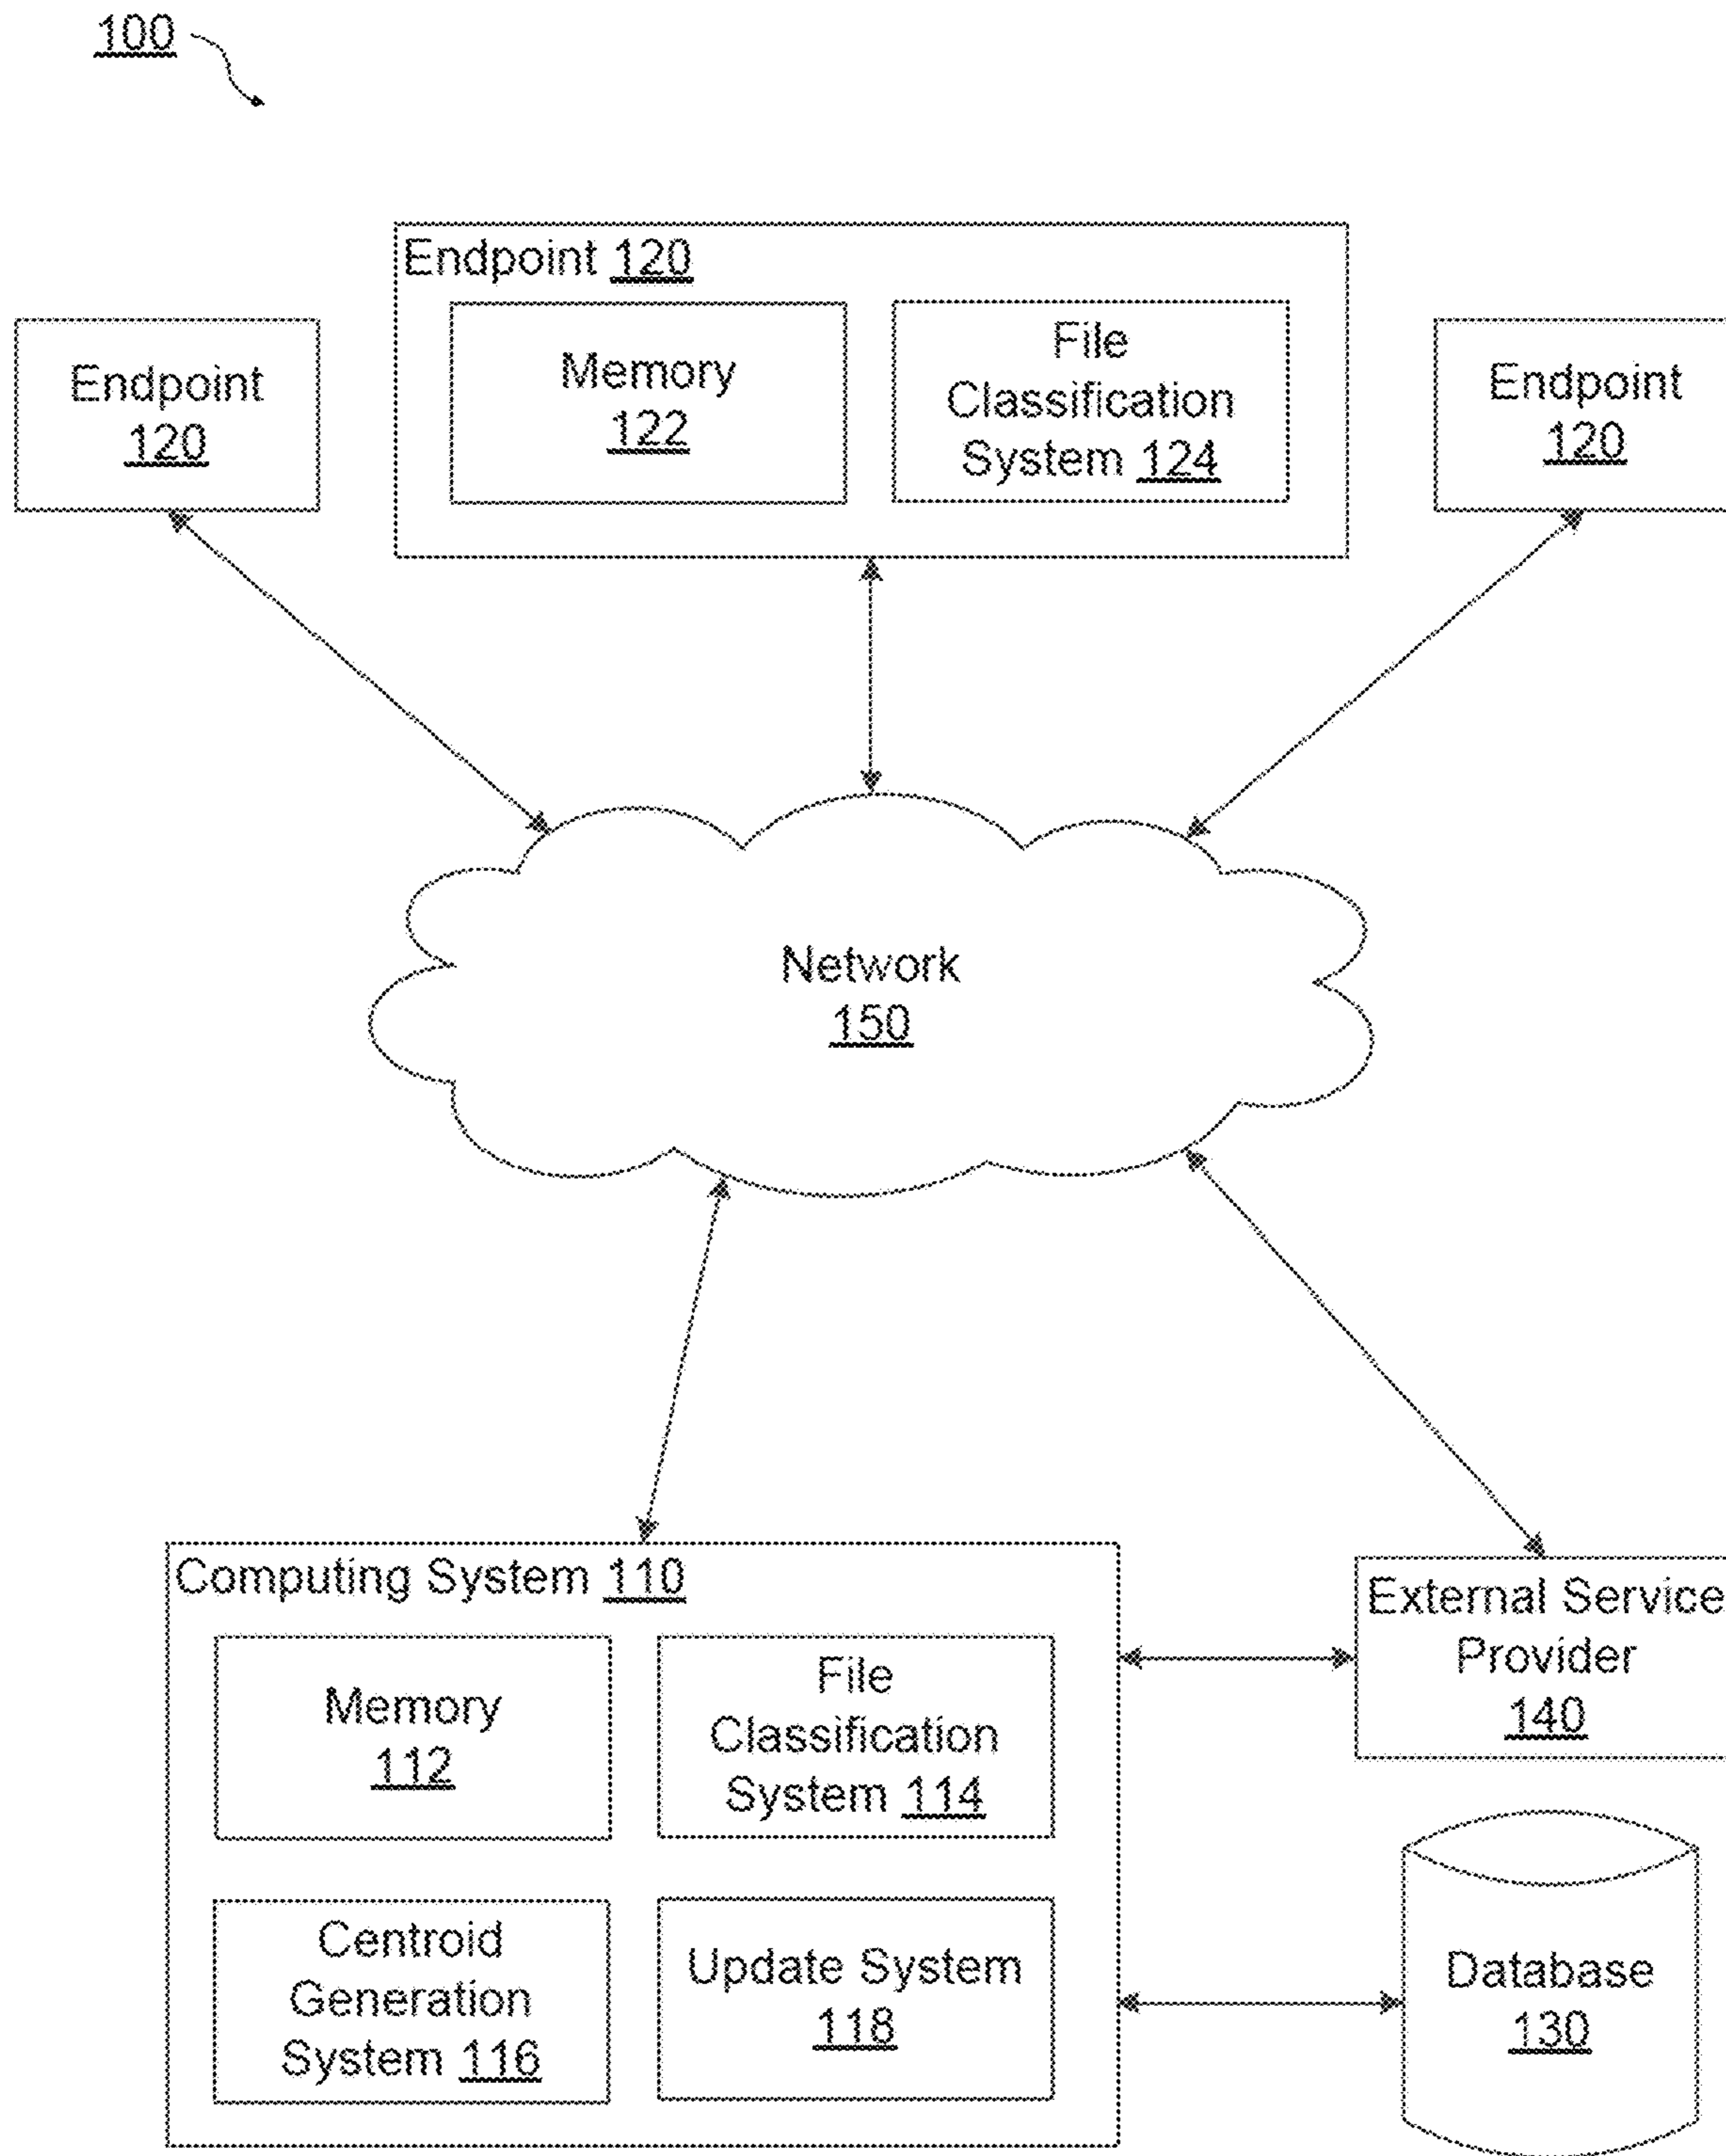 100
Endpoint 120
Memory
122
File
Classification
System 124
Endpoint
120
Endpoint
120
Network
150
Computing System 110
Memory
112
File
Classification
System 114
Centroid
Generation
System 116
Update System
118
External Service
Provider
140
Database
130